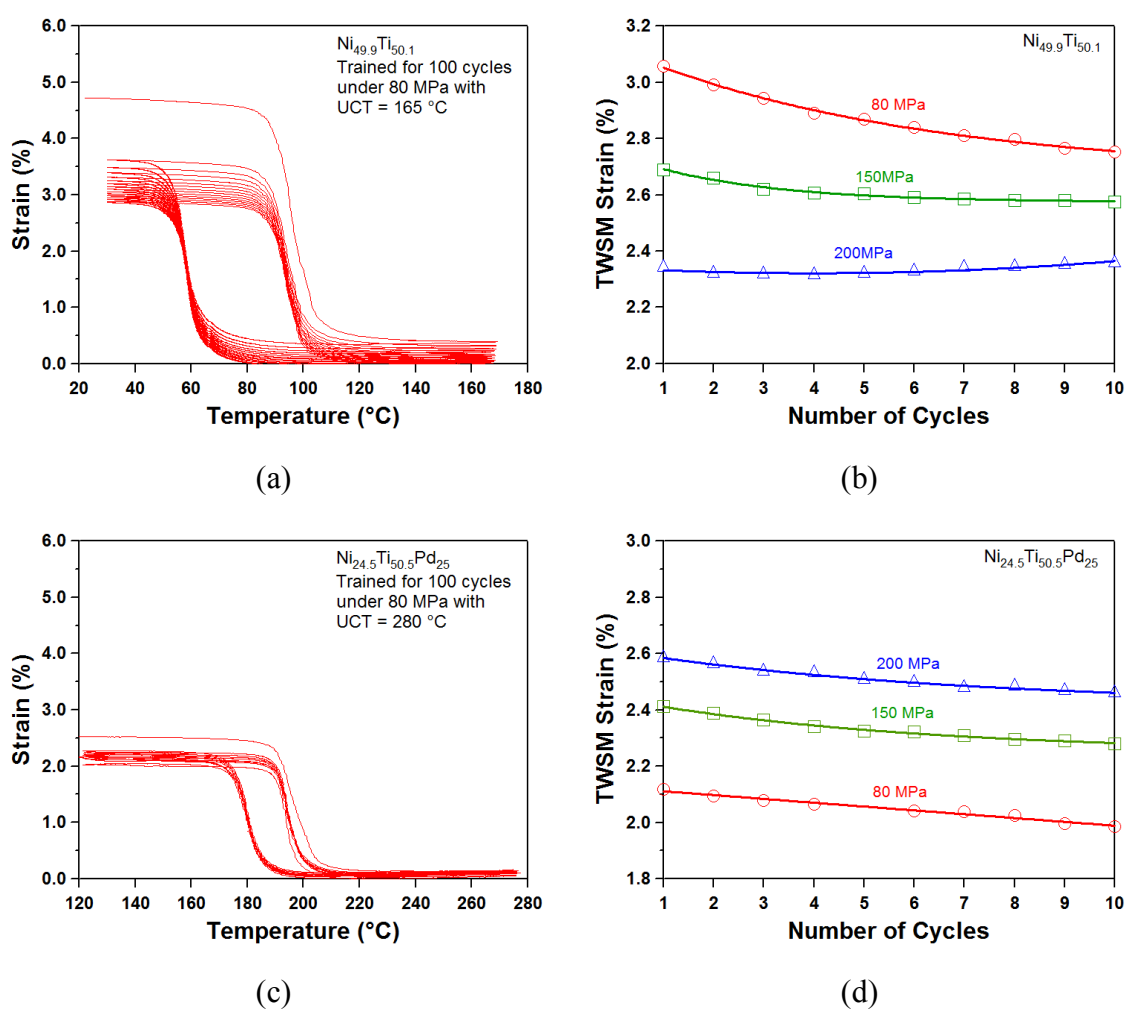 6.0
5.0
4.0
3.0
2.0
1.0
0.0
Strain (%)
Ni49.9Ti50.1
Trained for 100 cycles
under 80 MPa with
UCT = 165 °C
20 40 60 80 100 120 140 160 180
Temperature (°C)
(a)
3.2
3.0
2.8
2.6
2.4
2.2
2.0
TWSM Strain (%)
Ni49.9Ti50.1
80 MPa
150MPa
200MPa
1 2 3 4 5 6 7 8 9 10
Number of Cycles
(b)
6.0
5.0
4.0
3.0
2.0
1.0
0.0
Strain (%)
Ni24.5Ti50.5Pd25
Trained for 100 cycles
under 80 MPa with
UCT = 280 °C
120 140 160 180 200 220 240 260 280
Temperature (°C)
(c)
3.0
2.8
2.6
2.4
2.2
2.0
1.8
TWSM Strain (%)
Ni24.5Ti50.5Pd25
200 MPa
150 MPa
80 MPa
1 2 3 4 5 6 7 8 9 10
Number of Cycles
(d)